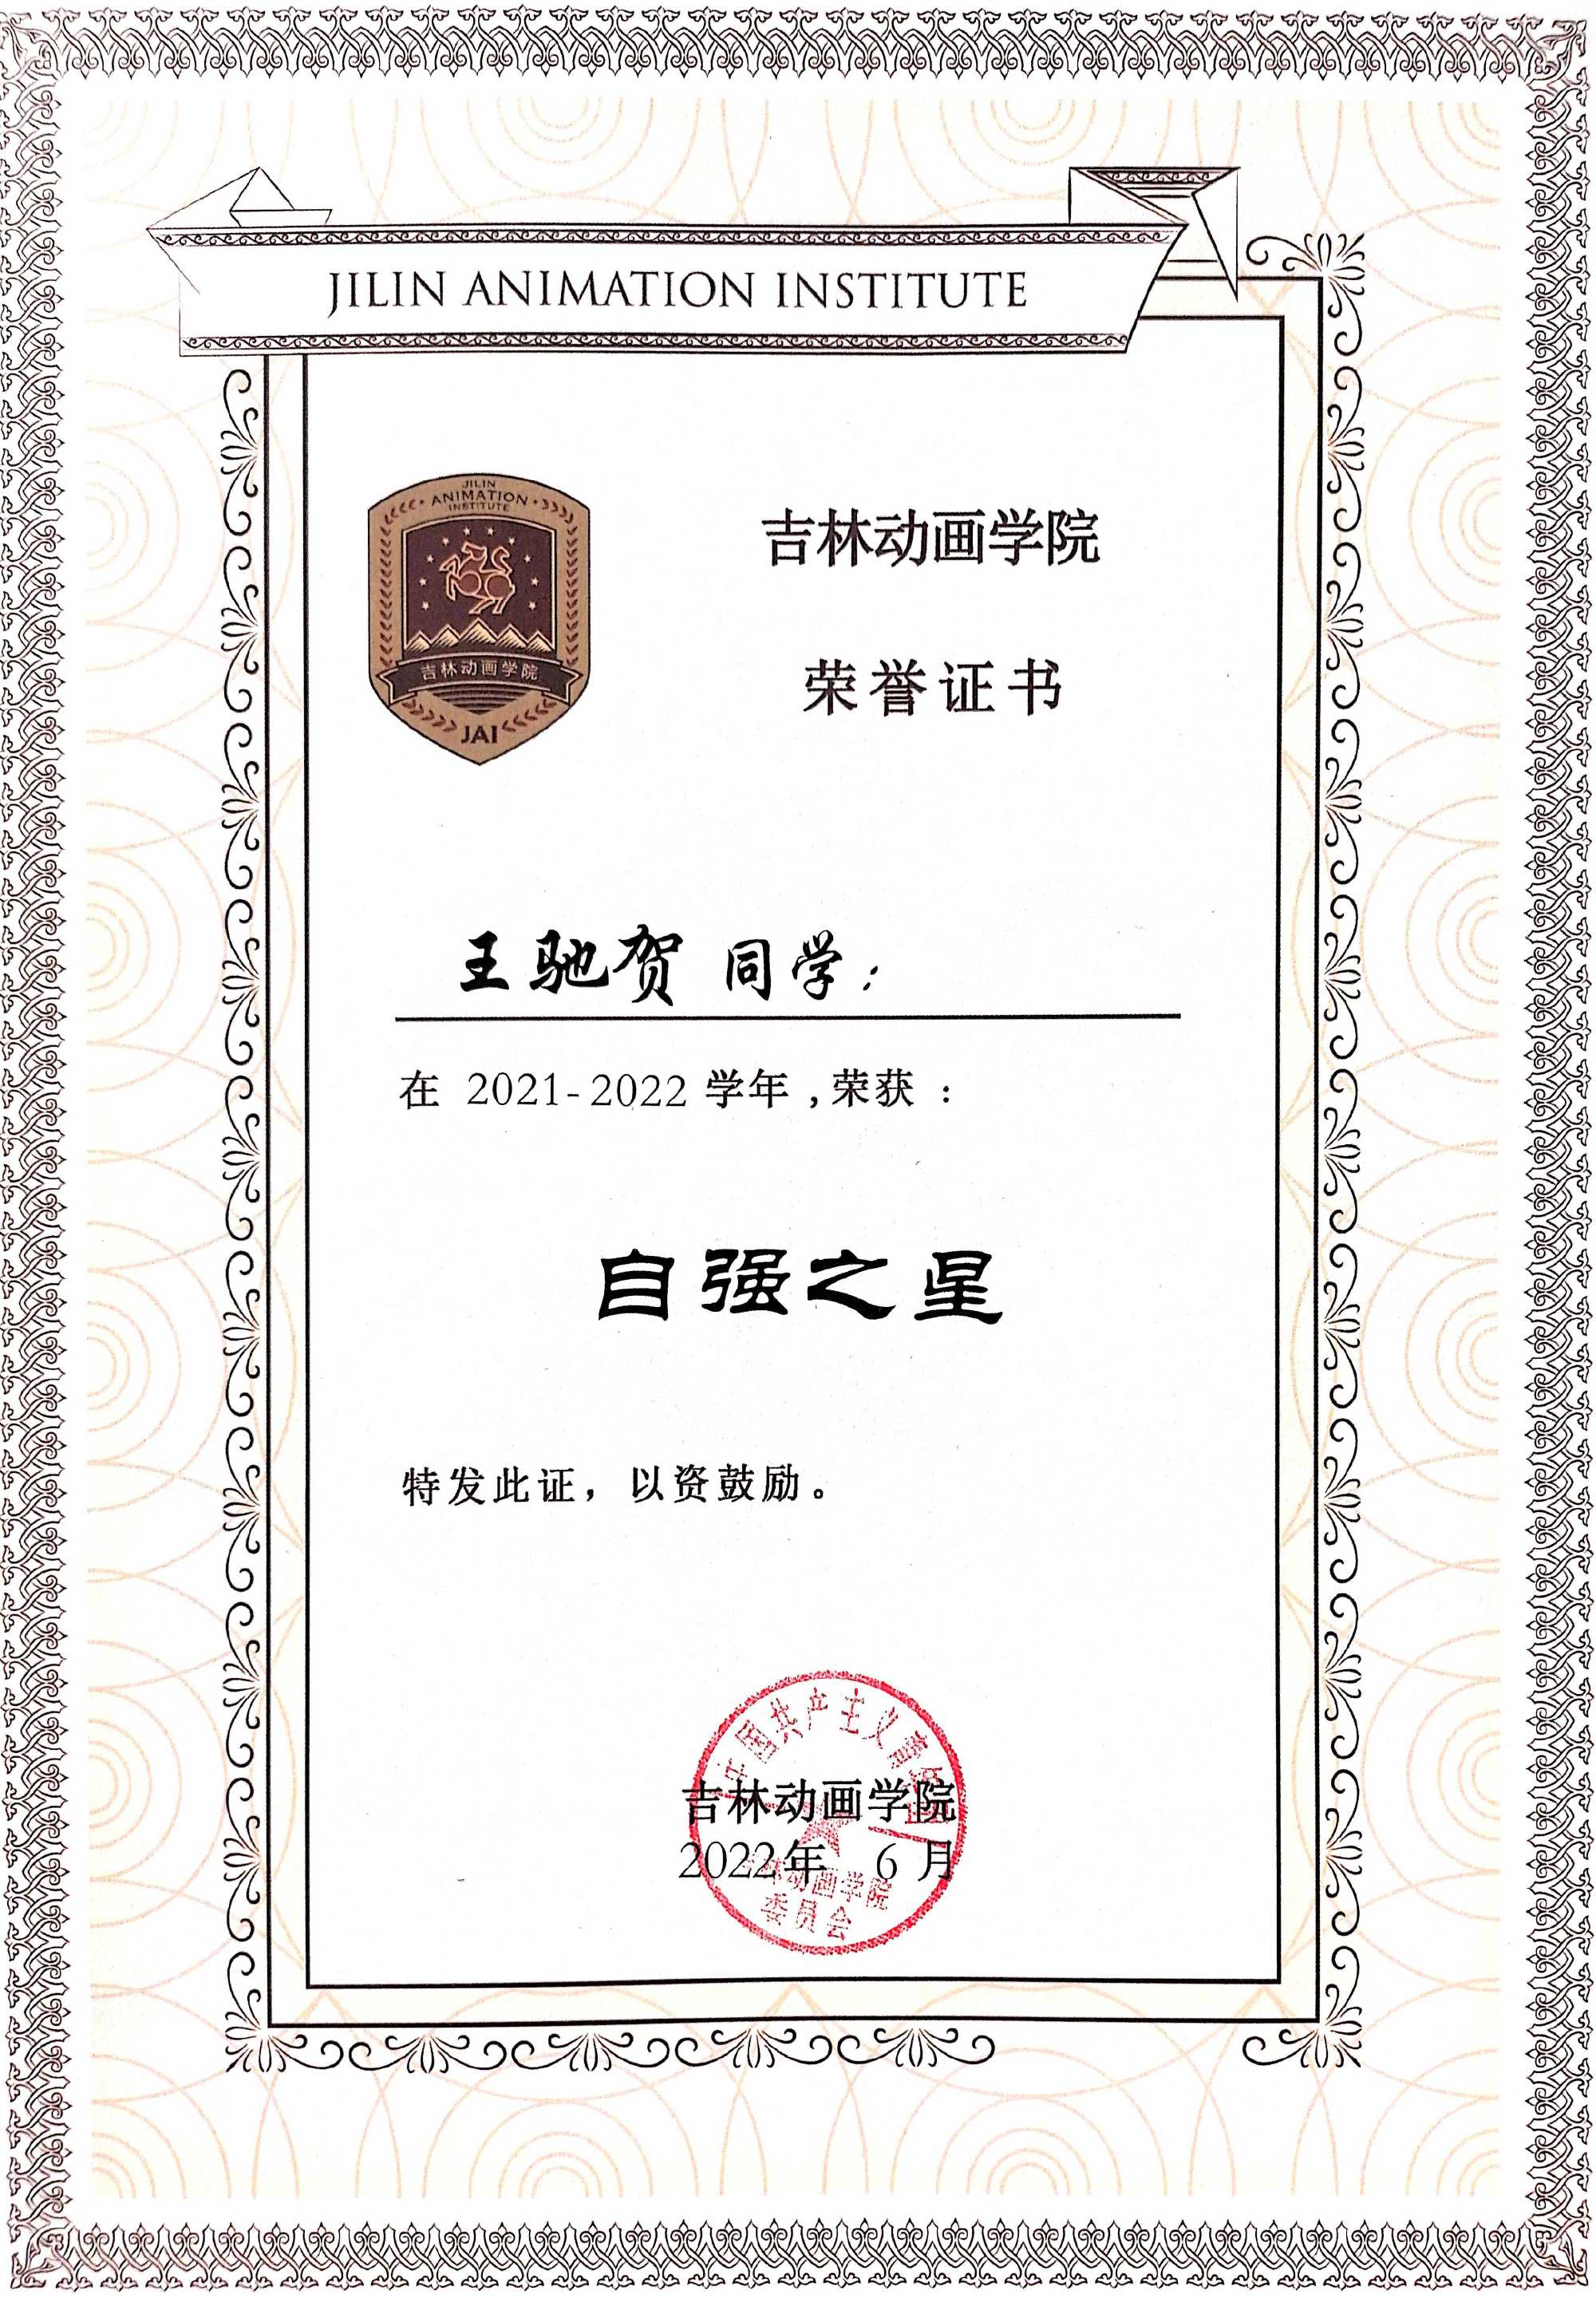 JILIN ANIMATION INSTITUTE
JILIN
ANIMATION
INSTITUTE
吉林动画学院
JAI
吉林动画学院
荣誉证书
王驰贺 同学：
在 2021-2022 学年，荣获：
自强之星
特发此证，以资鼓励。
中国共产主义青年团
吉林动画学院
2022年 6 月
吉林动画学院
委员会